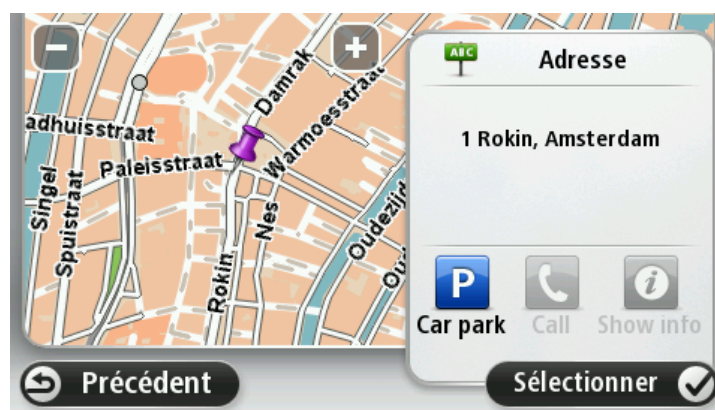 Damrak
Warmoesstraat
adhuisstraat
Paleisstraat
Singel
Spuistraat
Nes
Rokin
Oudezijd
Ou
ABC
Adresse
1 Rokin, Amsterdam
P
Car park
Call
i
Show info
Précédent
Sélectionner